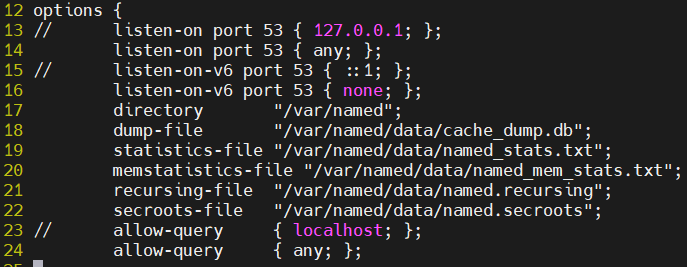 12 options {
13 //      listen-on port 53 { 127.0.0.1; };
14         listen-on port 53 { any; };
15 //      listen-on-v6 port 53 { ::1; };
16         listen-on-v6 port 53 { none; };
17         directory       "/var/named";
18         dump-file       "/var/named/data/cache_dump.db";
19         statistics-file "/var/named/data/named_stats.txt";
20         memstatistics-file "/var/named/data/named_mem_stats.txt";
21         recursing-file  "/var/named/data/named.recursing";
22         secroots-file   "/var/named/data/named.secroots";
23 //      allow-query     { localhost; };
24         allow-query     { any; };